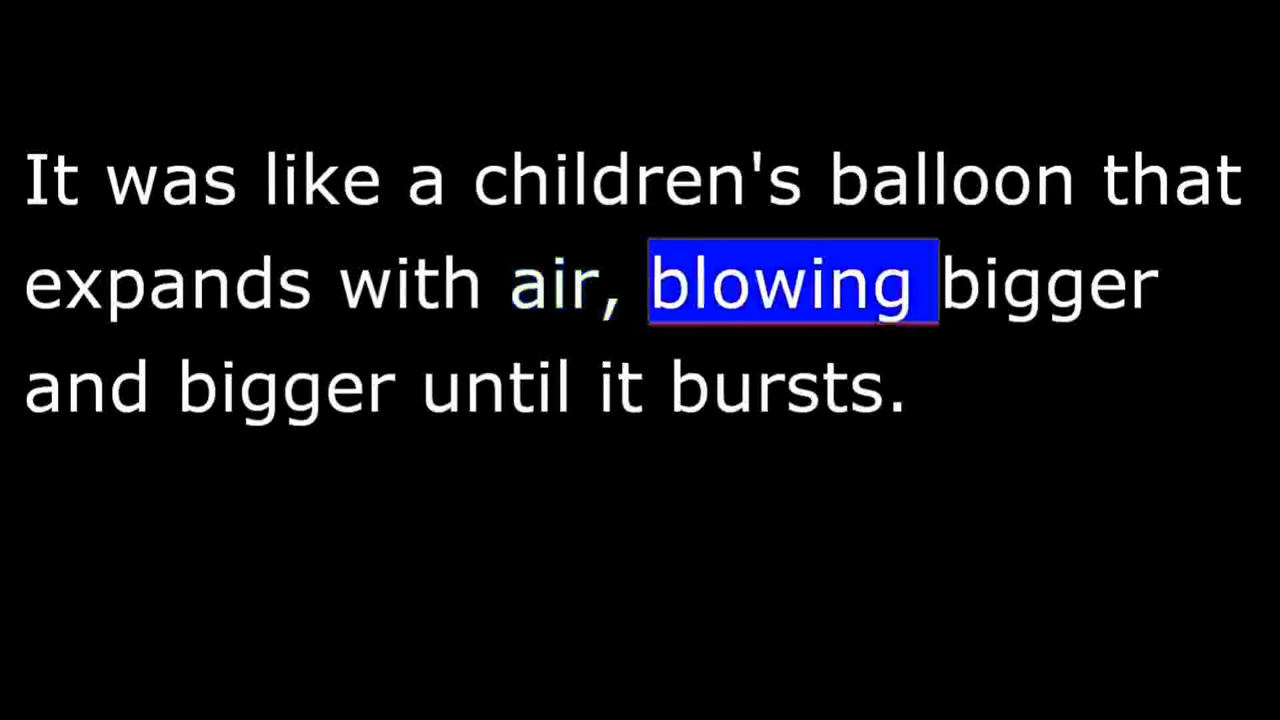 It was like a children's balloon that
expands with air, blowing bigger
and bigger until it bursts.